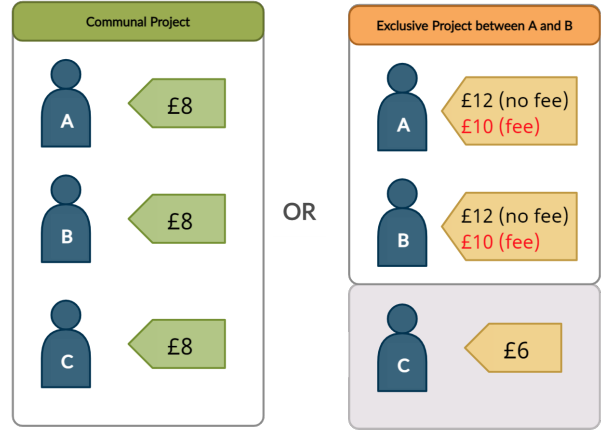 Communal Project
A
£8
B
£8
C
£8
OR
Exclusive Project between A and B
A
£12 (no fee)
£10 (fee)
B
£12 (no fee)
£10 (fee)
C
£6